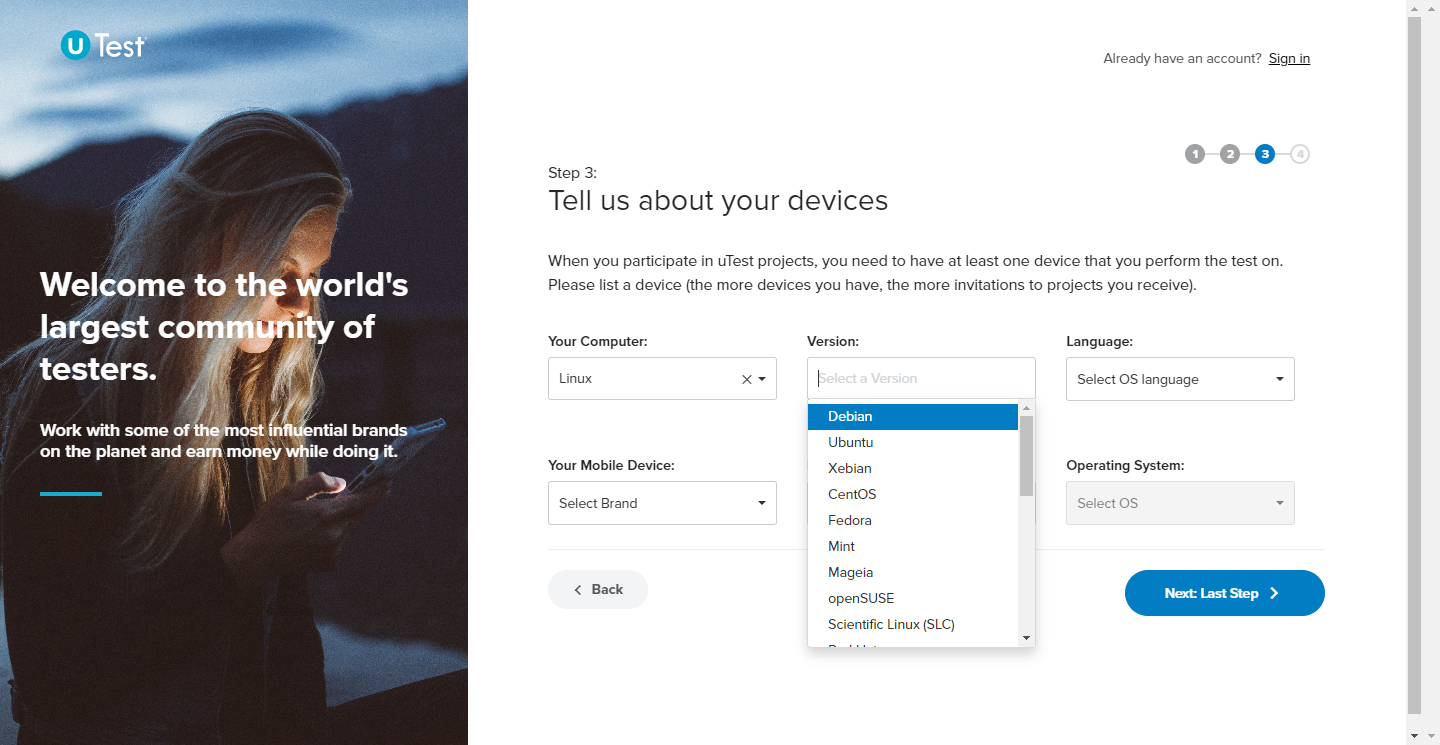 u Test
Welcome to the world's
largest community of
testers.
Work with some of the most influential brands
on the planet and earn money while doing it.
Already have an account? Sign in
1 2 3 4
Step 3:
Tell us about your devices
When you participate in uTest projects, you need to have at least one device that you perform the test on.
Please list a device (the more devices you have, the more invitations to projects you receive).
Your Computer: Version: Language:
Linux Select a Version Select OS language
Debian
Ubuntu
Xebian
CentOS
Fedora
Mint
Mageia
openSUSE
Scientific Linux (SLC)
Your Mobile Device: Operating System:
Select Brand Select OS
Back Next: Last Step